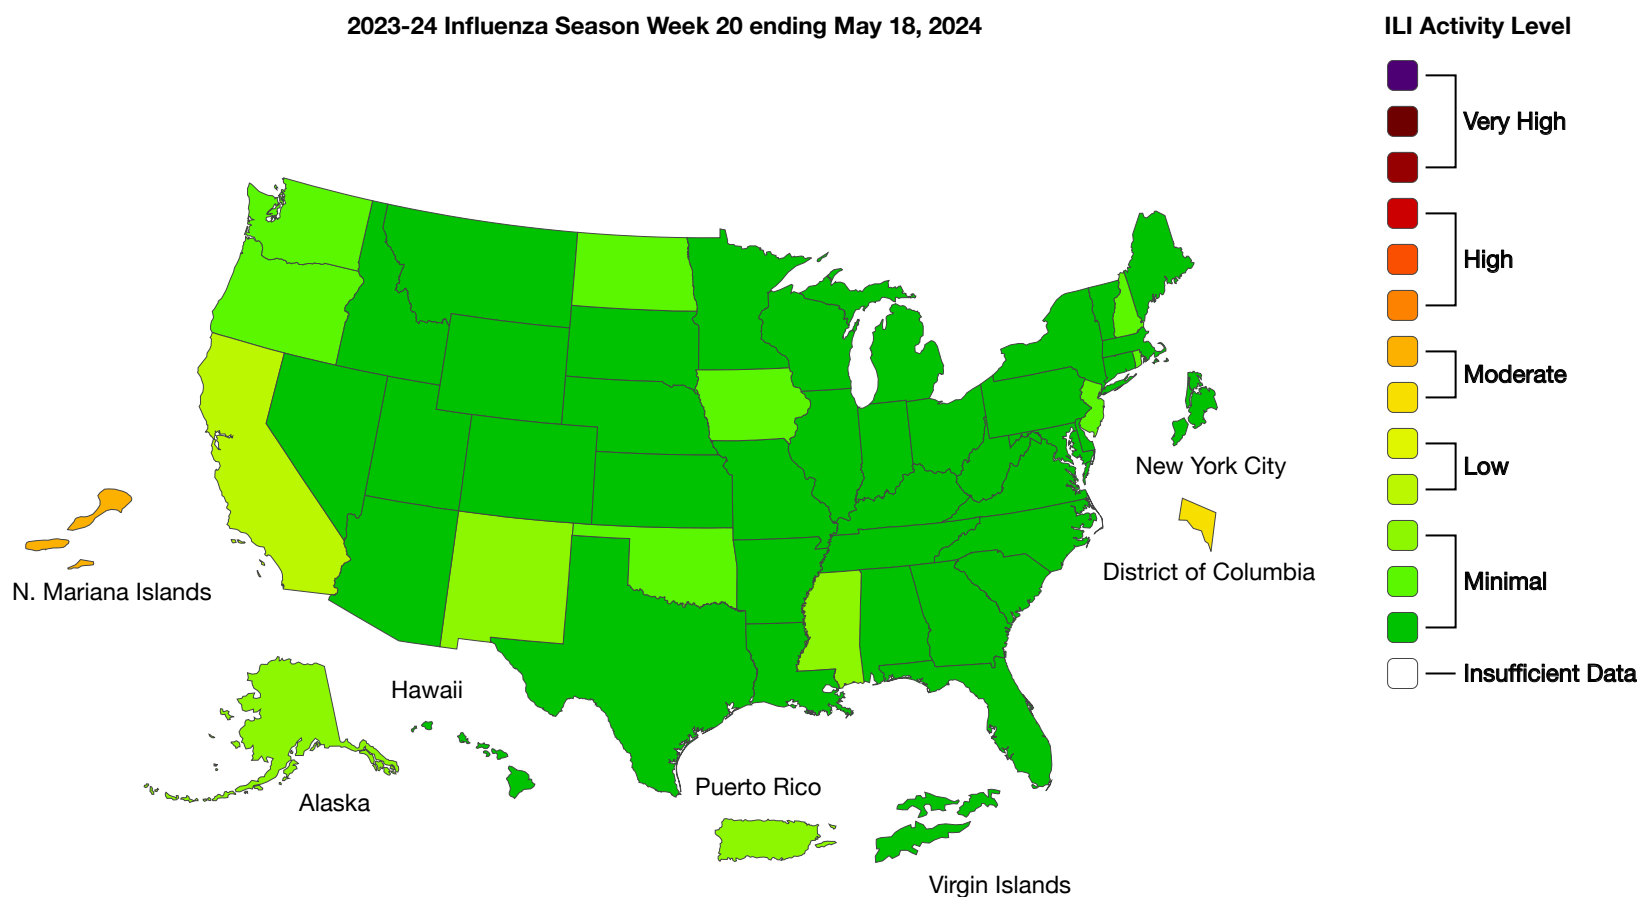 2023-24 Influenza Season Week 20 ending May 18, 2024
ILI Activity Level
Very High
High
Moderate
Low
Minimal
Insufficient Data
New York City
District of Columbia
N. Mariana Islands
Hawaii
Alaska
Puerto Rico
Virgin Islands